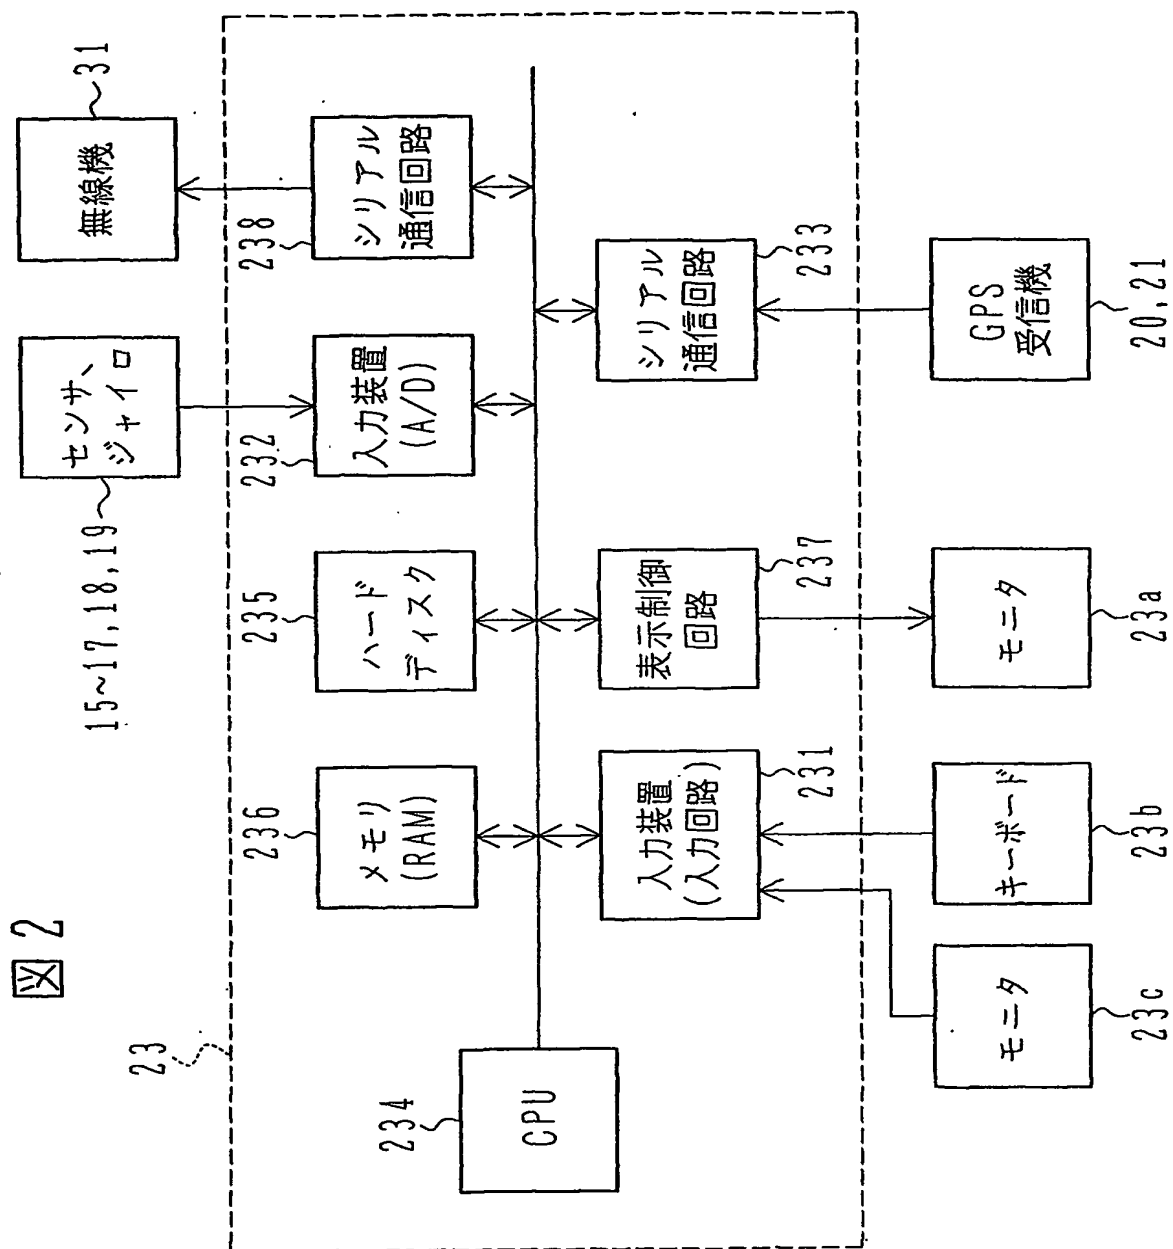 図2
23
15~17,18,19
センサ、
ジャイロ
無線機
31
236
メモリ
(RAM)
235
ハード
ディスク
232
入力装置
(A/D)
238
シリアル
通信回路
234
CPU
入力装置
(入力回路)
231
表示制御
回路
237
シリアル
通信回路
233
モニタ
23c
キーボード
23b
モニタ
23a
GPS
受信機
20,21